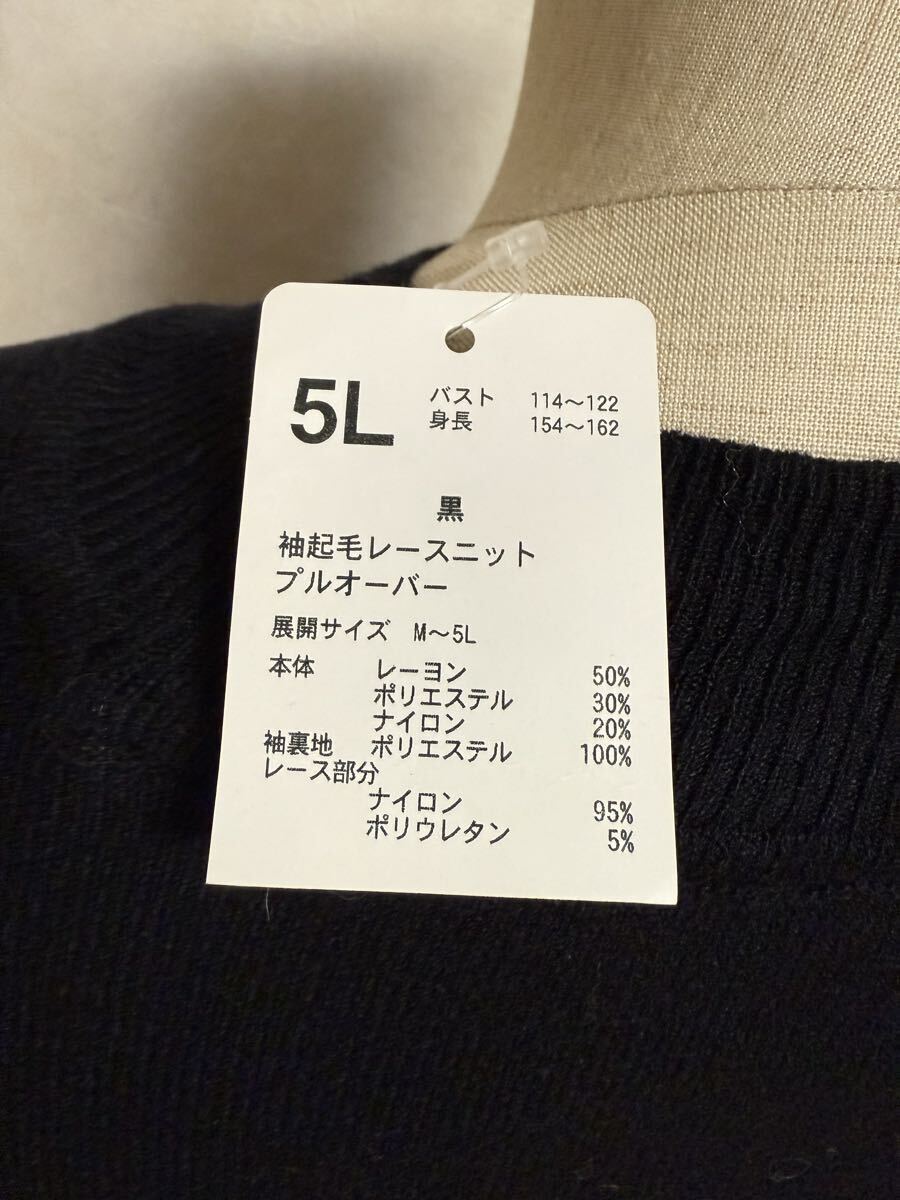 5L
バスト 114～122
身長 154～162
黒
袖起毛レースニット
プルオーバー
展開サイズ M～5L
本体 レーヨン 50%
ポリエステル 30%
ナイロン 20%
袖裏地 ポリエステル 100%
レース部分
ナイロン 95%
ポリウレタン 5%